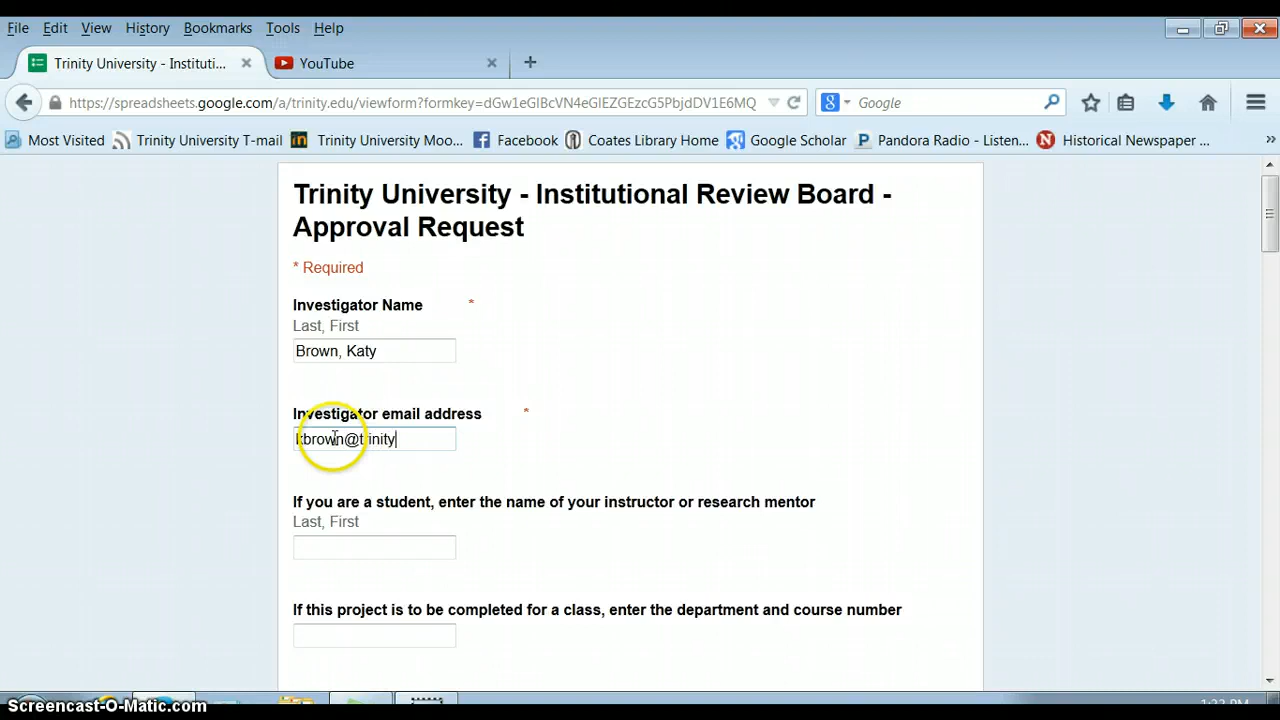 File Edit View History Bookmarks Tools Help
Trinity University - Instituti... YouTube
https://spreadsheets.google.com/a/trinity.edu/viewform?formkey=dGw1eGlBSVN4eGlEZGEzcG5PbjdDV1E6MQ Google
Most Visited Trinity University T-mail Trinity University Moo... Facebook Coates Library Home Google Scholar Pandora Radio - Listen... Historical Newspaper ...
Trinity University - Institutional Review Board -
Approval Request
* Required
Investigator Name *
Last, First
Brown, Katy
Investigator email address *
kbrown@trinity
If you are a student, enter the name of your instructor or research mentor
Last, First
If this project is to be completed for a class, enter the department and course number
Screencast-O-Matic.com